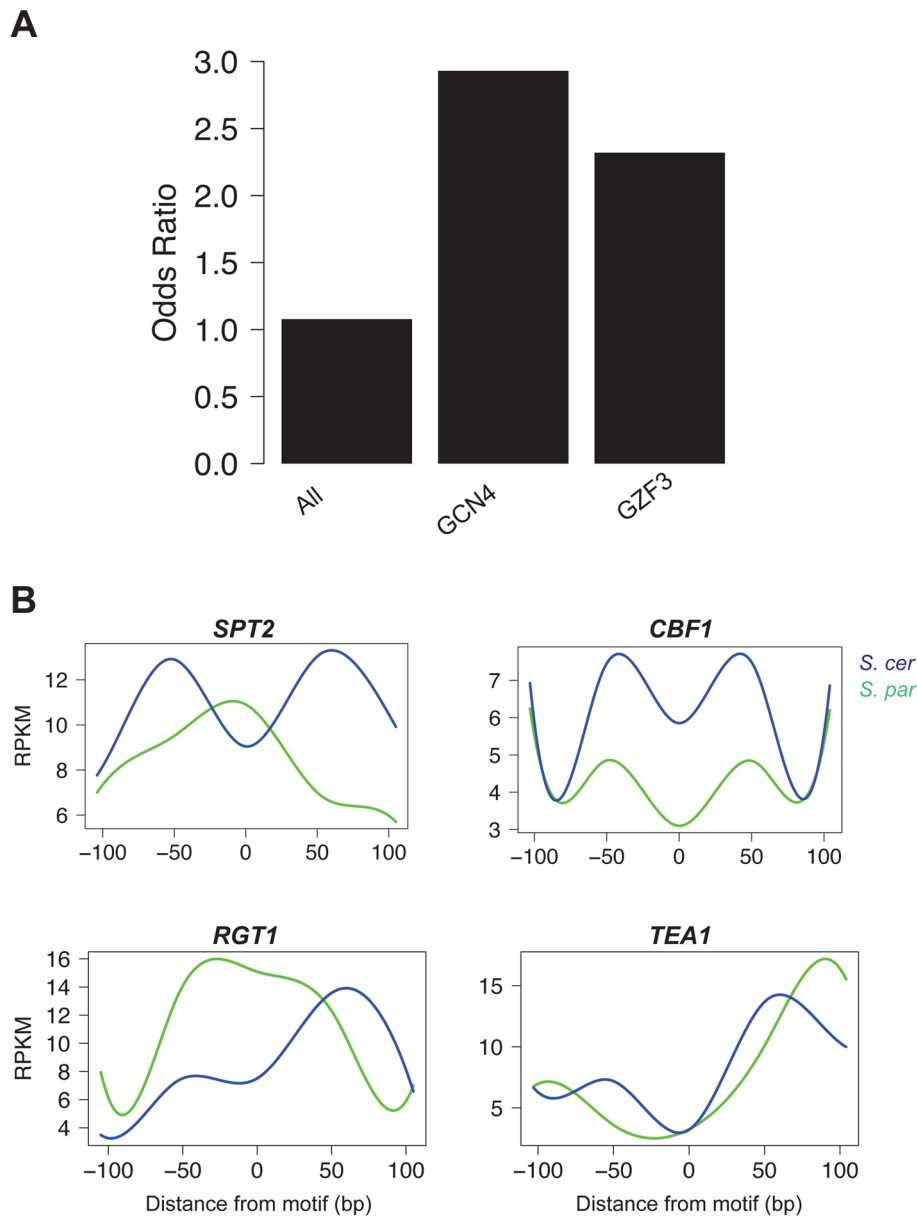 A
Odds Ratio
3.0
2.5
2.0
1.5
1.0
0.5
0.0
All
GCN4
GZF3
B
SPT2
RPKM
12
10
8
6
−100
−50
0
50
100
CBF1
7
6
5
4
3
−100
−50
0
50
100
S. cer
S. par
RGT1
RPKM
16
14
12
10
8
6
4
−100
−50
0
50
100
Distance from motif (bp)
TEA1
15
10
5
−100
−50
0
50
100
Distance from motif (bp)